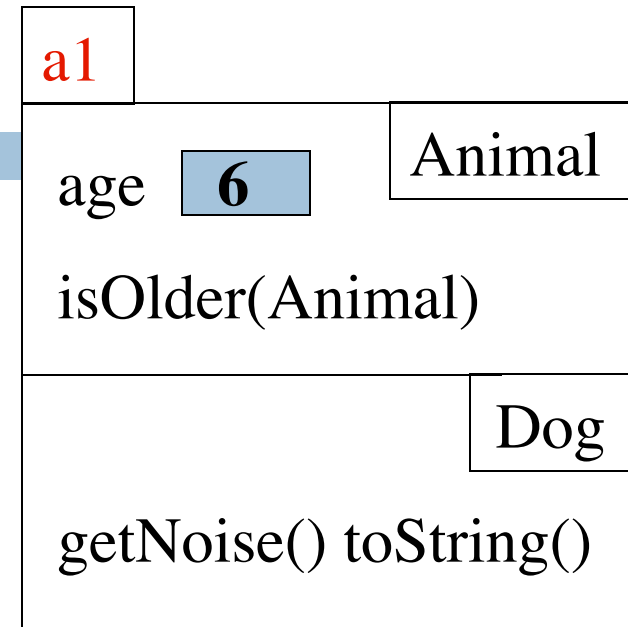 a1
Animal
age 6
isOlder(Animal)
Dog
getNoise() toString()